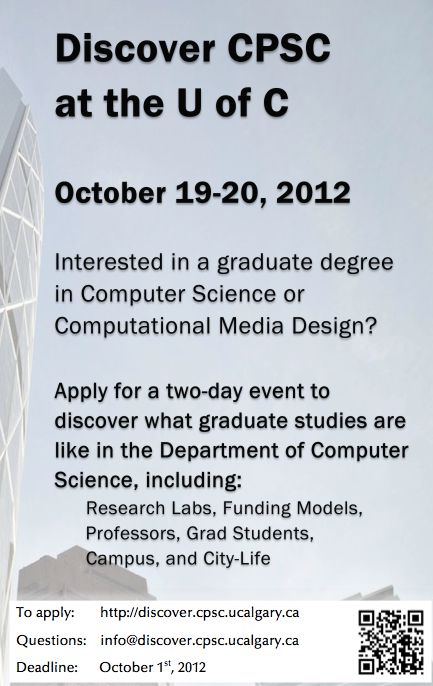 Discover CPSC
at the U of C
October 19-20, 2012
Interested in a graduate degree
in Computer Science or
Computational Media Design?
Apply for a two-day event to
discover what graduate studies are
like in the Department of Computer
Science, including:
Research Labs, Funding Models,
Professors, Grad Students,
Campus, and City-Life
To apply: http://discover.cpsc.ucalgary.ca
Questions: info@discover.cpsc.ucalgary.ca
Deadline: October 1st, 2012